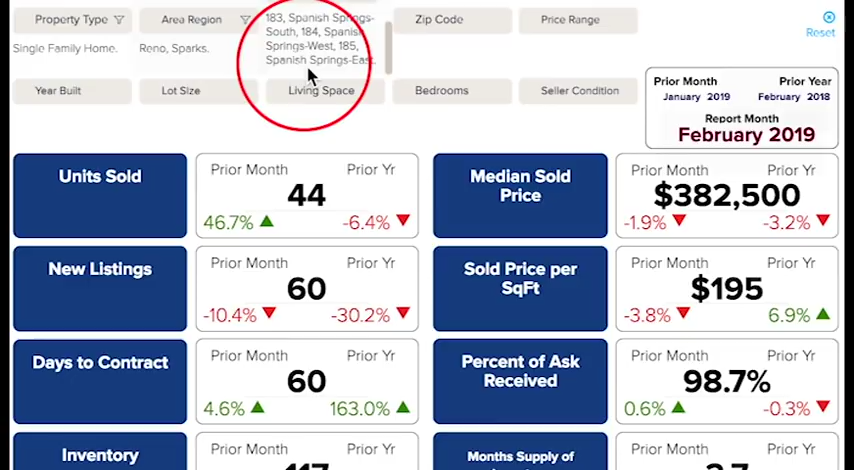 Property Type
Area Region
183, Spanish Springs-
South, 184, Spanish
Springs-West, 185,
Spanish Springs-East.
Zip Code
Price Range
Reset
Single Family Home.
Reno, Sparks.
Year Built
Lot Size
Living Space
Bedrooms
Seller Condition
Prior Month
Prior Year
January 2019
February 2018
Report Month
February 2019
Units Sold
Prior Month
Prior Yr
44
46.7%
-6.4%
Median Sold
Price
Prior Month
Prior Yr
$382,500
-1.9%
-3.2%
New Listings
Prior Month
Prior Yr
60
-10.4%
-30.2%
Sold Price per
SqFt
Prior Month
Prior Yr
$195
-3.8%
6.9%
Days to Contract
Prior Month
Prior Yr
60
4.6%
163.0%
Percent of Ask
Received
Prior Month
Prior Yr
98.7%
0.6%
-0.3%
Inventory
Prior Month
Prior Yr
Months Supply of
Prior Month
Prior Yr